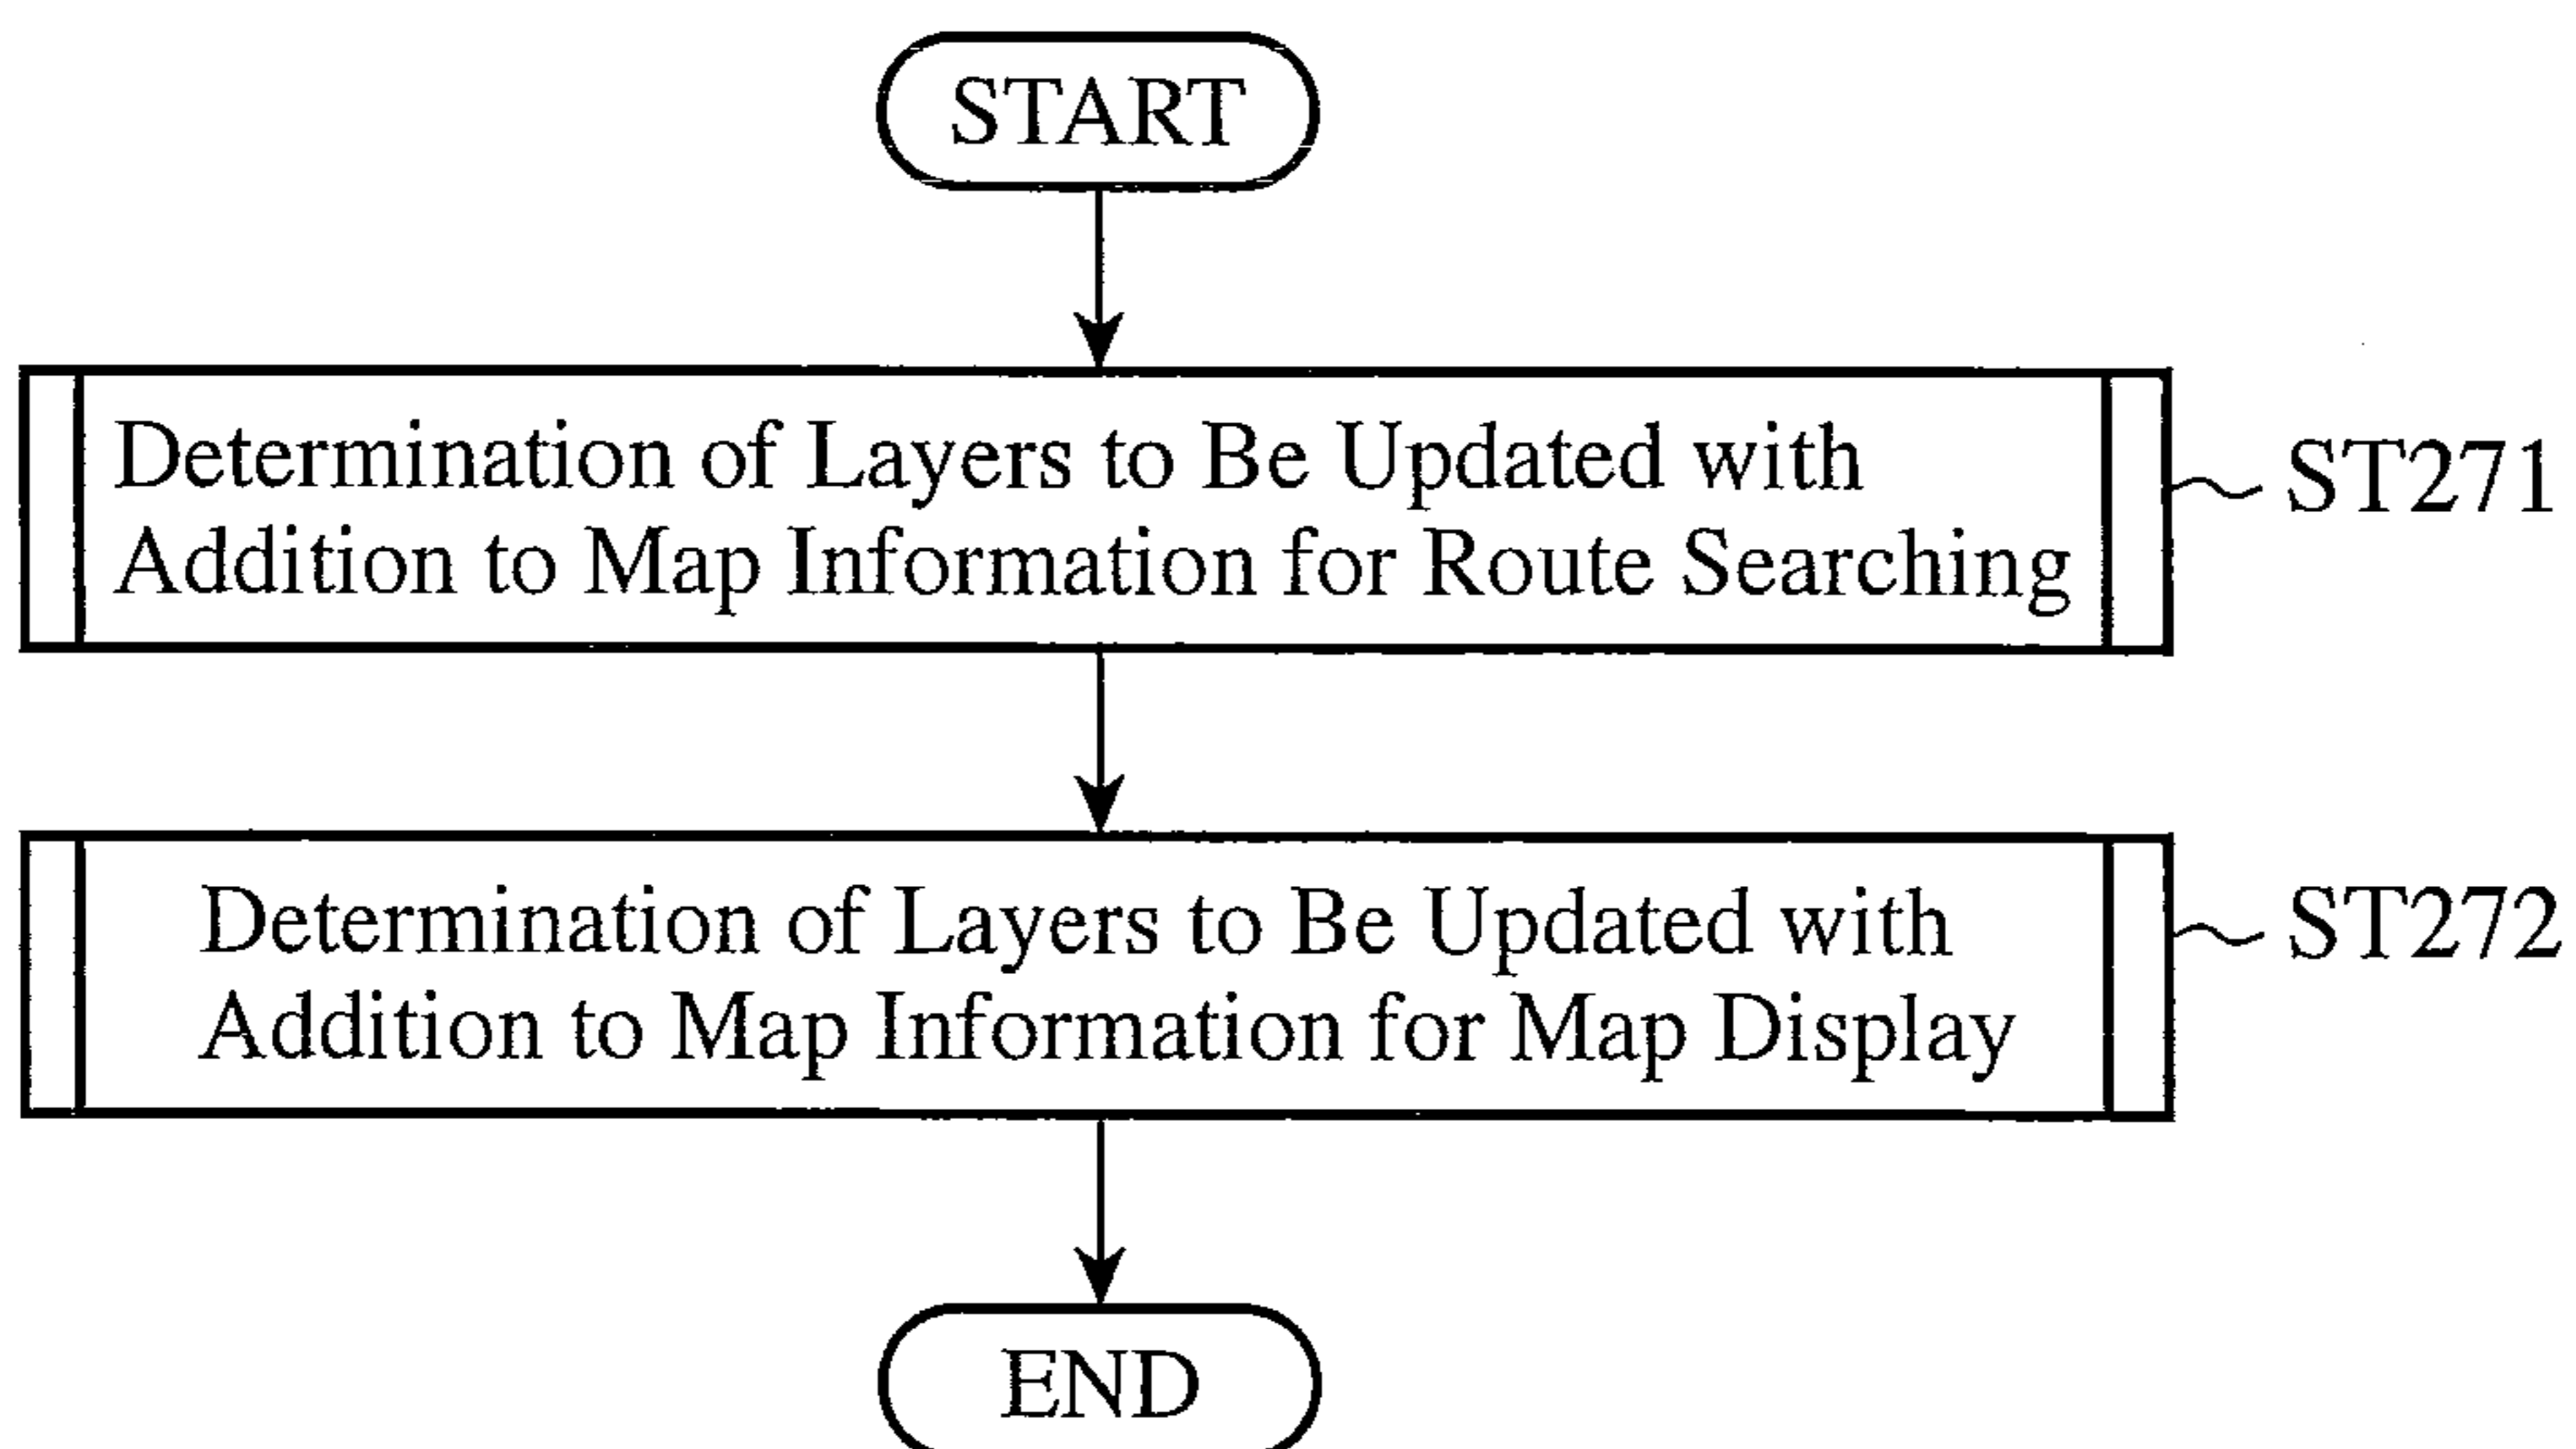 START
Determination of Layers to Be Updated with
Addition to Map Information for Route Searching
ST271
Determination of Layers to Be Updated with
Addition to Map Information for Map Display
ST272
END